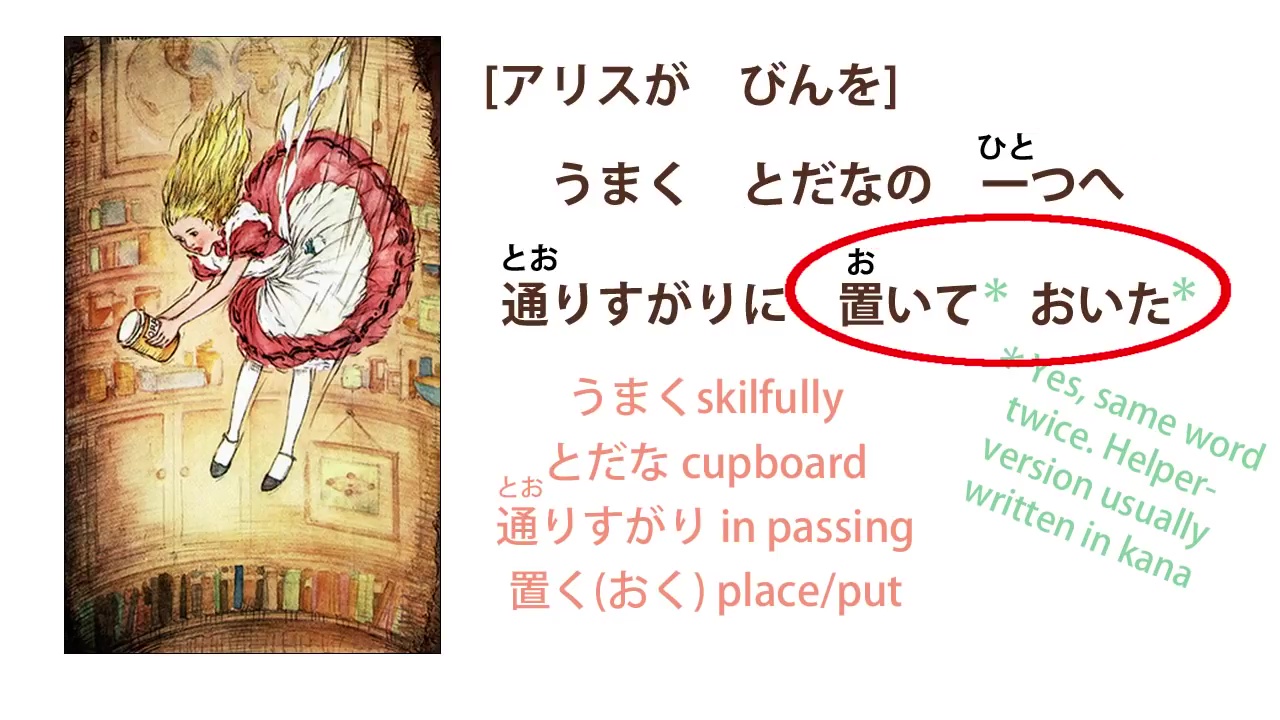 [アリスが　びんを]
ひと
うまく　とだなの　一つへ
とお　お
通りすがりに　置いて*　おいた*
うまくskilfully
とだな cupboard
とお
通りすがり in passing
置く(おく) place/put
*Yes, same word
twice. Helper-
version usually
written in kana